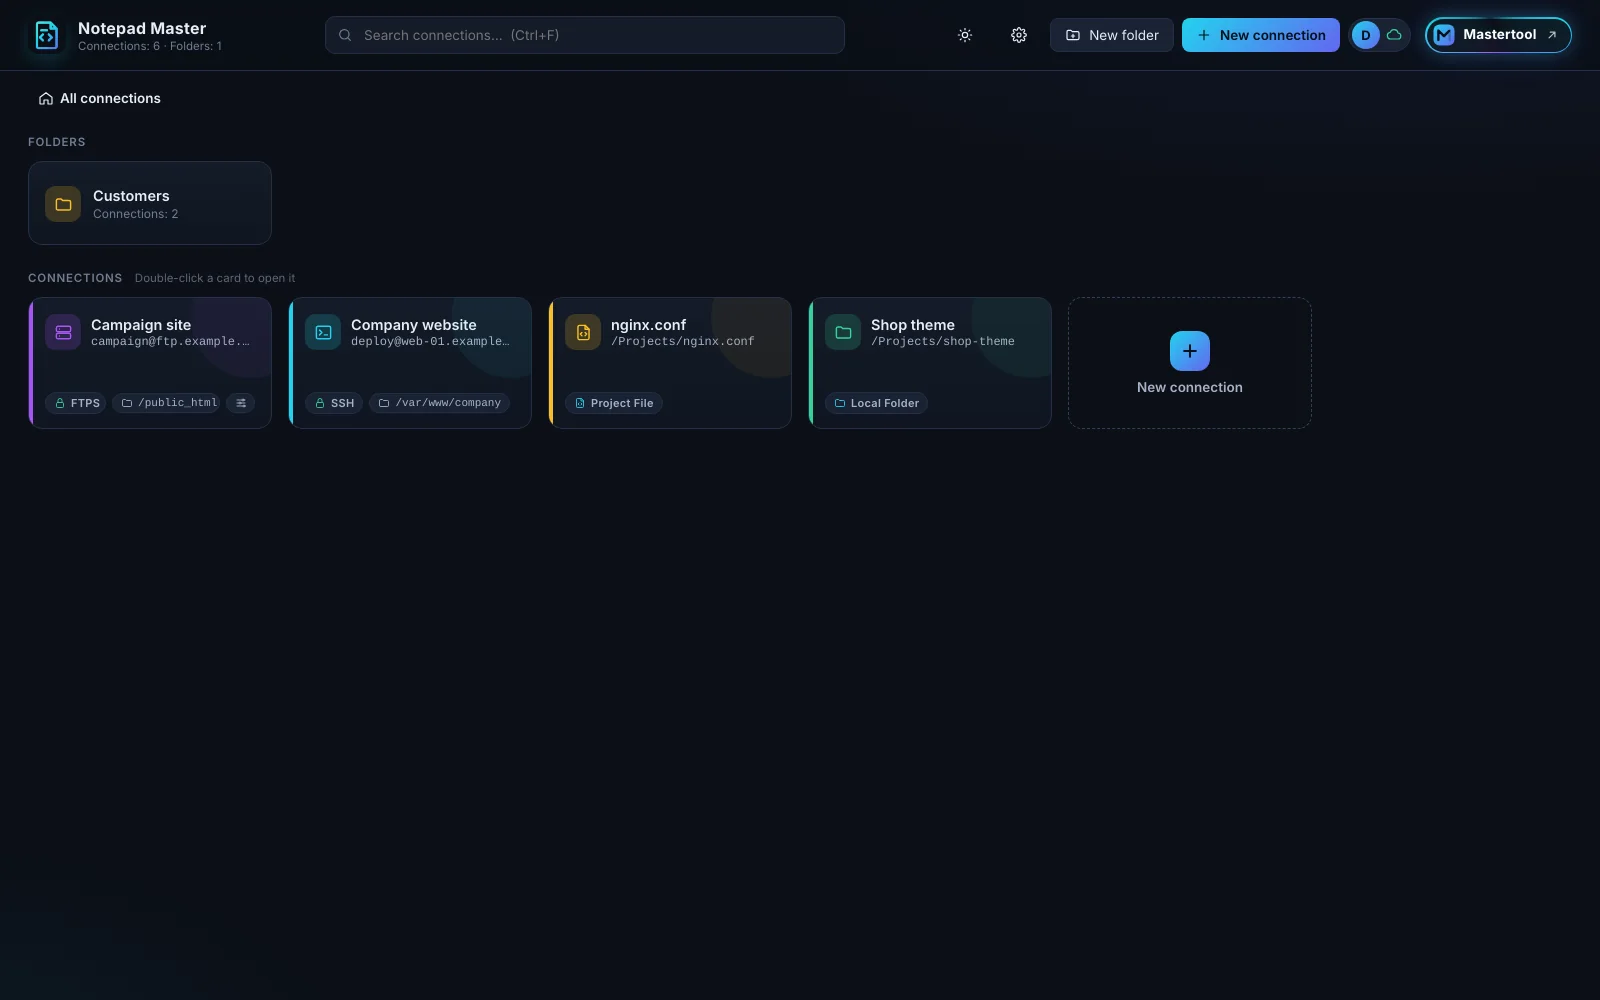 Notepad Master
Connections: 6 · Folders: 1
Search connections... (Ctrl+F)
New folder
New connection
D
Mastertool
All connections
FOLDERS
Customers
Connections: 2
CONNECTIONS Double-click a card to open it
Campaign site
campaign@ftp.example.…
FTPS
/public_html
Company website
deploy@web-01.example…
SSH
/var/www/company
nginx.conf
/Projects/nginx.conf
Project File
Shop theme
/Projects/shop-theme
Local Folder
New connection